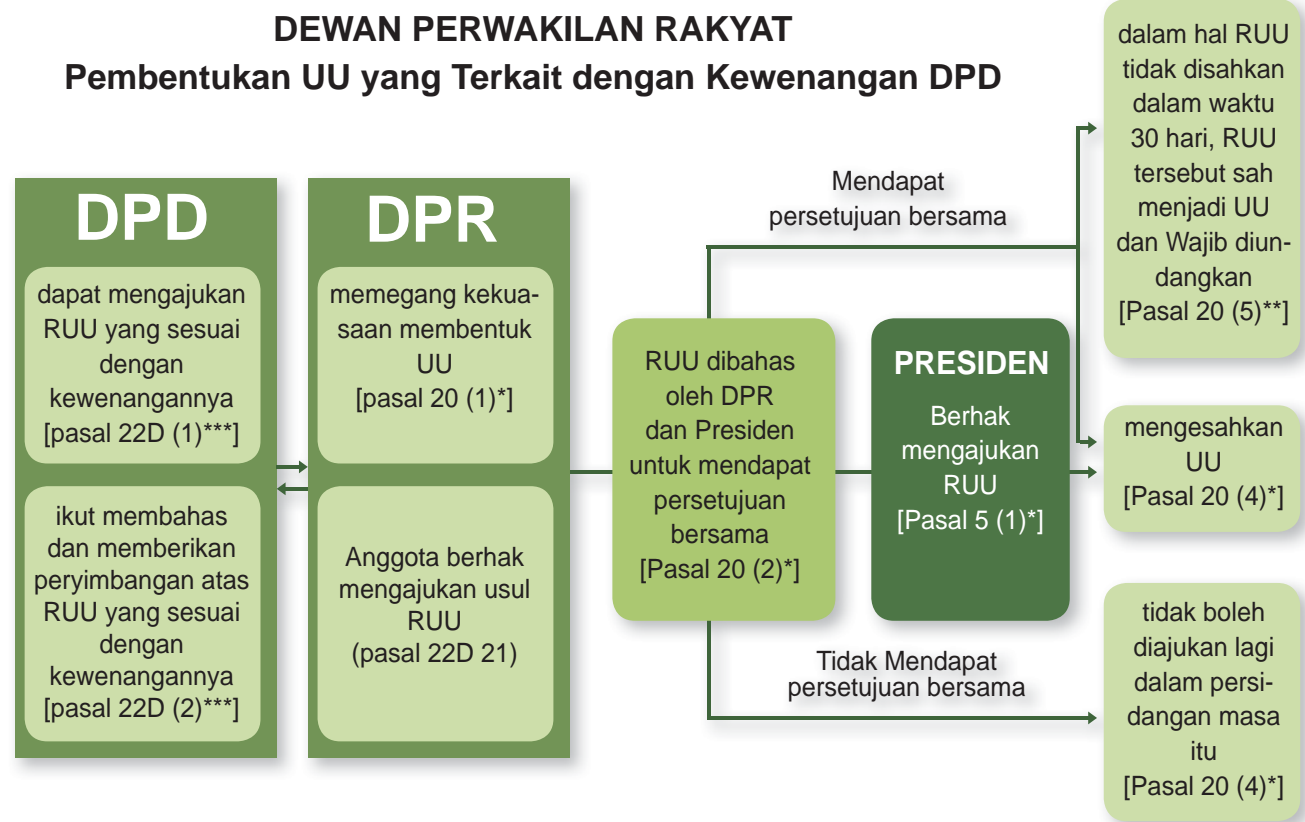 DEWAN PERWAKILAN RAKYAT
Pembentukan UU yang Terkait dengan Kewenangan DPD
DPD
dapat mengajukan
RUU yang sesuai
dengan
kewenangannya
[pasal 22D (1)***]
ikut membahas
dan memberikan
peryimbangan atas
RUU yang sesuai
dengan
kewenangannya
[pasal 22D (2)***]
DPR
memegang kekua-
saan membentuk
UU
[pasal 20 (1)*]
Anggota berhak
mengajukan usul
RUU
(pasal 22D 21)
RUU dibahas
oleh DPR
dan Presiden
untuk mendapat
persetujuan
bersama
[Pasal 20 (2)*]
Mendapat
persetujuan bersama
PRESIDEN
Berhak
mengajukan
RUU
[Pasal 5 (1)*]
Tidak Mendapat
persetujuan bersama
dalam hal RUU
tidak disahkan
dalam waktu
30 hari, RUU
tersebut sah
menjadi UU
dan Wajib diun-
dangkan
[Pasal 20 (5)**]
mengesahkan
UU
[Pasal 20 (4)*]
tidak boleh
diajukan lagi
dalam persi-
dangan masa
itu
[Pasal 20 (4)*]